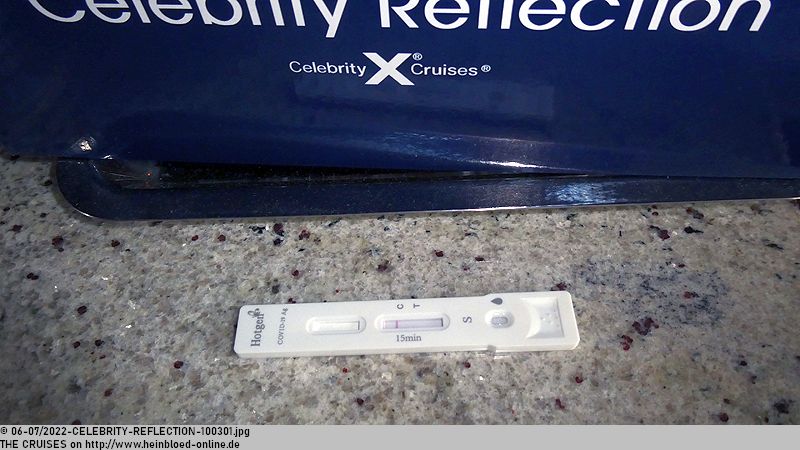 Celebrity Reflection
Celebrity X® Cruises®
C T
Hotgen
COVID-19 Ag
S
15min
© 06-07/2022-CELEBRITY-REFLECTION-100301.jpg
THE CRUISES on http://www.heinbloed-online.de